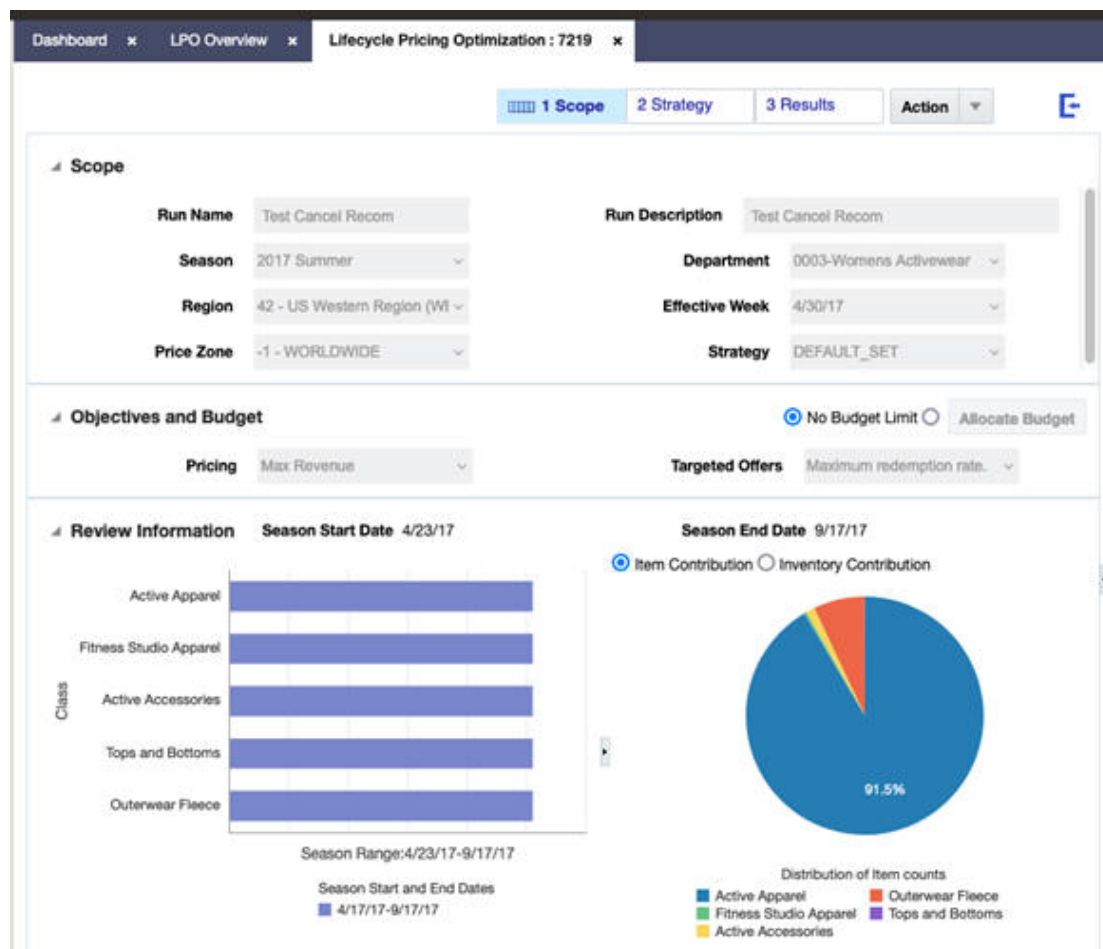 Dashboard × LPO Overview × Lifecycle Pricing Optimization : 7219 ×
1 Scope 2 Strategy 3 Results Action
Scope
Run Name Test Cancel Recom Run Description Test Cancel Recom
Season 2017 Summer Department 0003-Womens Activewear
Region 42 - US Western Region (WI Effective Week 4/30/17
Price Zone -1 - WORLDWIDE Strategy DEFAULT_SET
Objectives and Budget No Budget Limit Allocate Budget
Pricing Max Revenue Targeted Offers Maximum redemption rate.
Review Information Season Start Date 4/23/17 Season End Date 9/17/17
Item Contribution Inventory Contribution
Active Apparel
Fitness Studio Apparel
Active Accessories
Tops and Bottoms
Outerwear Fleece
Class
Season Range:4/23/17-9/17/17
Season Start and End Dates
4/17/17-9/17/17
91.5%
Distribution of Item counts
Active Apparel Outerwear Fleece
Fitness Studio Apparel Tops and Bottoms
Active Accessories